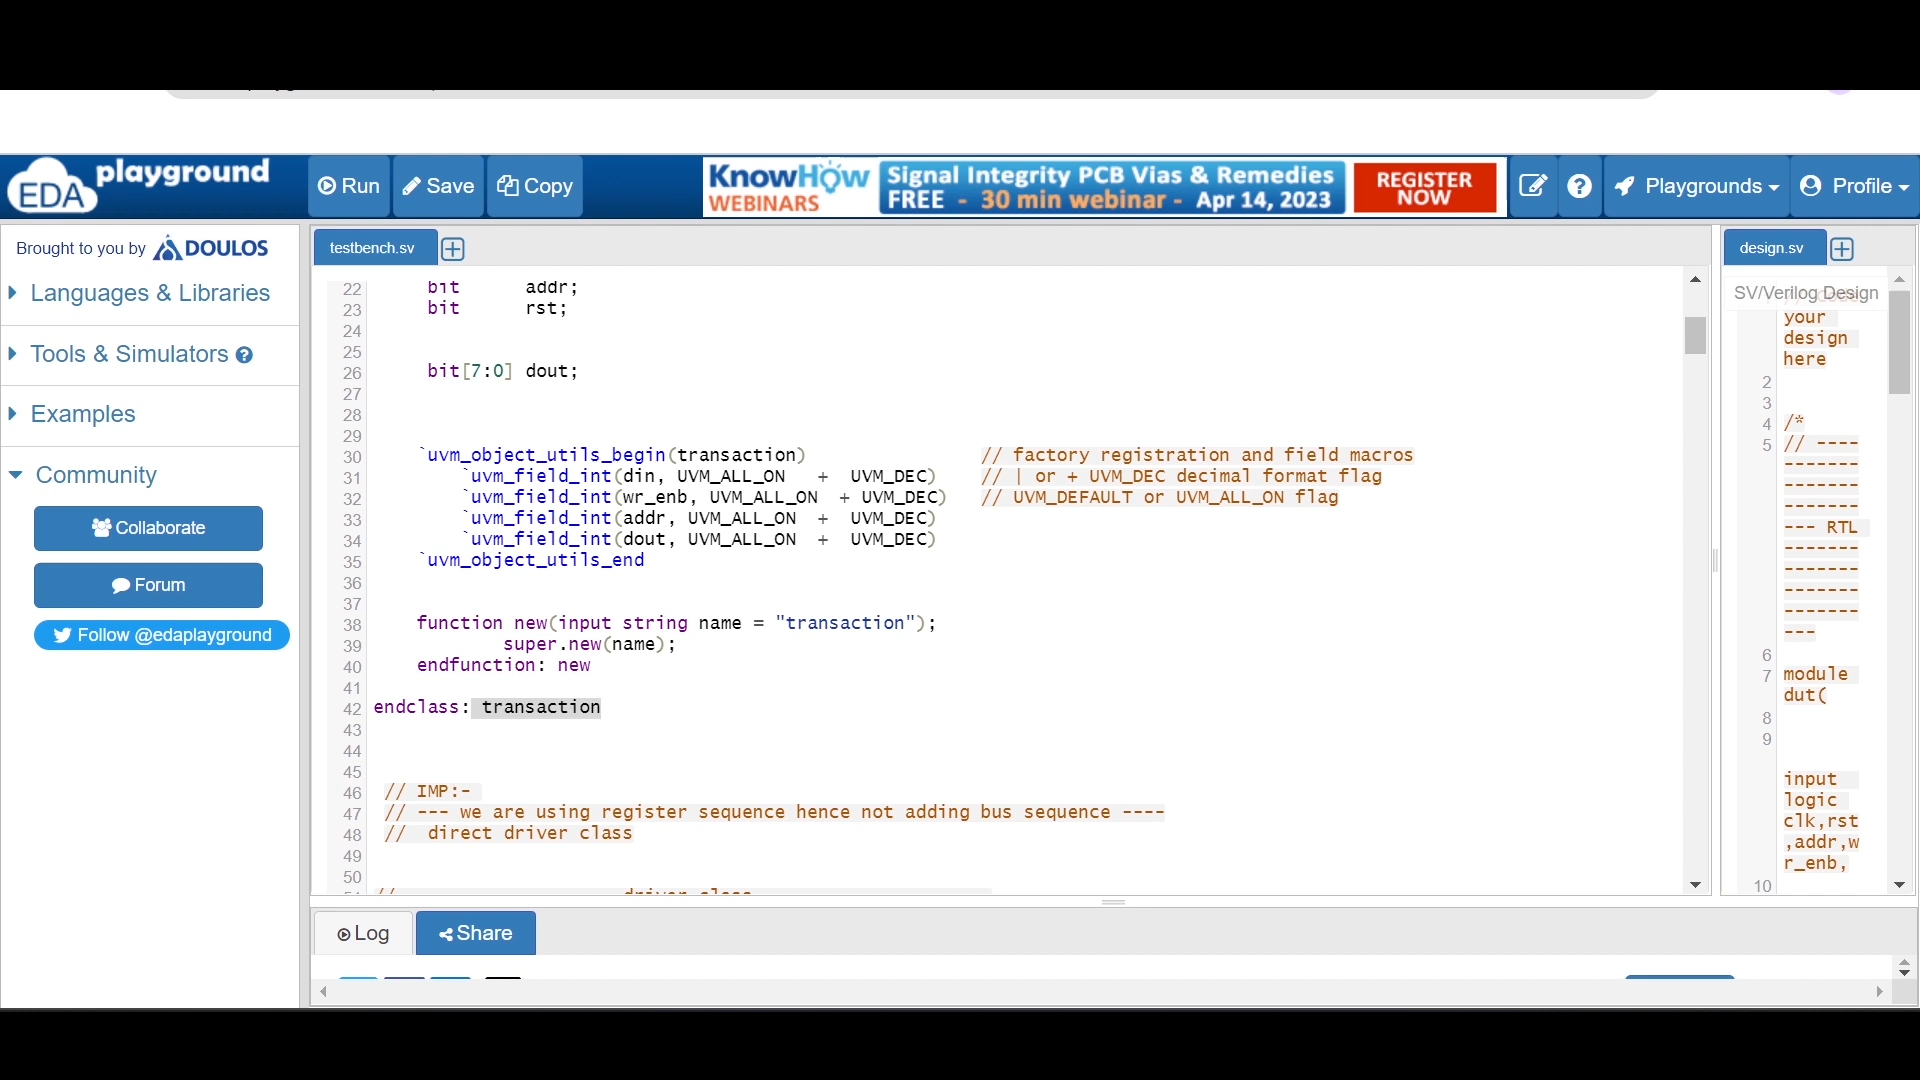 EDA playground
Run
Save
Copy
KnowHow WEBINARS
Signal Integrity PCB Vias & Remedies
FREE - 30 min webinar - Apr 14, 2023
REGISTER NOW
Playgrounds
Profile
Brought to you by DOULOS
Languages & Libraries
Tools & Simulators
Examples
Community
Collaborate
Forum
Follow @edaplayground
testbench.sv
22 bit addr;
23 bit rst;
24
25
26 bit[7:0] dout;
27
28
29
30 `uvm_object_utils_begin(transaction) // factory registration and field macros
31 `uvm_field_int(din, UVM_ALL_ON + UVM_DEC) // | or + UVM_DEC decimal format flag
32 `uvm_field_int(wr_enb, UVM_ALL_ON + UVM_DEC) // UVM_DEFAULT or UVM_ALL_ON flag
33 `uvm_field_int(addr, UVM_ALL_ON + UVM_DEC)
34 `uvm_field_int(dout, UVM_ALL_ON + UVM_DEC)
35 `uvm_object_utils_end
36
37
38 function new(input string name = "transaction");
39 super.new(name);
40 endfunction: new
41
42 endclass: transaction
43
44
45
46 // IMP:-
47 // --- we are using register sequence hence not adding bus sequence ----
48 // direct driver class
49
50
// driver class
design.sv
SV/Verilog Design
your
design
here
2
3
4 /*
5 // ----
-------
-------
-------
--- RTL
-------
-------
-------
-------
---
6
7 module
dut(
8
9
input
logic
clk,rst
,addr,w
r_enb,
10
Log
Share